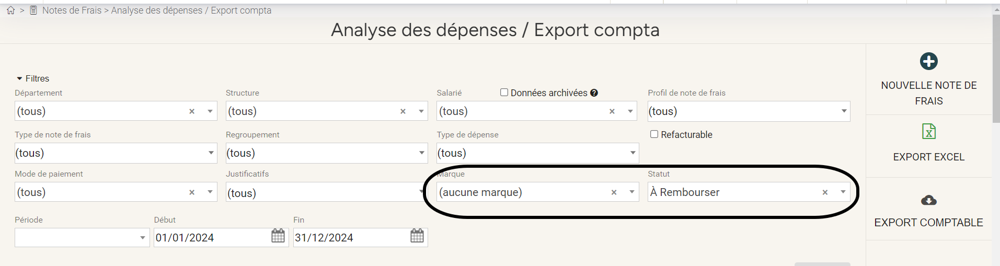 > Notes de Frais > Analyse des dépenses / Export compta
Analyse des dépenses / Export compta
Filtres
Département
Structure
Salarié
Données archivées
Profil de note de frais
(tous)
(tous)
(tous)
(tous)
Type de note de frais
Regroupement
Type de dépense
Refacturable
(tous)
(tous)
(tous)
Mode de paiement
Justificatifs
Marque
Statut
(tous)
(tous)
(aucune marque)
À Rembourser
Période
Début
Fin
01/01/2024
31/12/2024
NOUVELLE NOTE DE
FRAIS
EXPORT EXCEL
EXPORT COMPTABLE